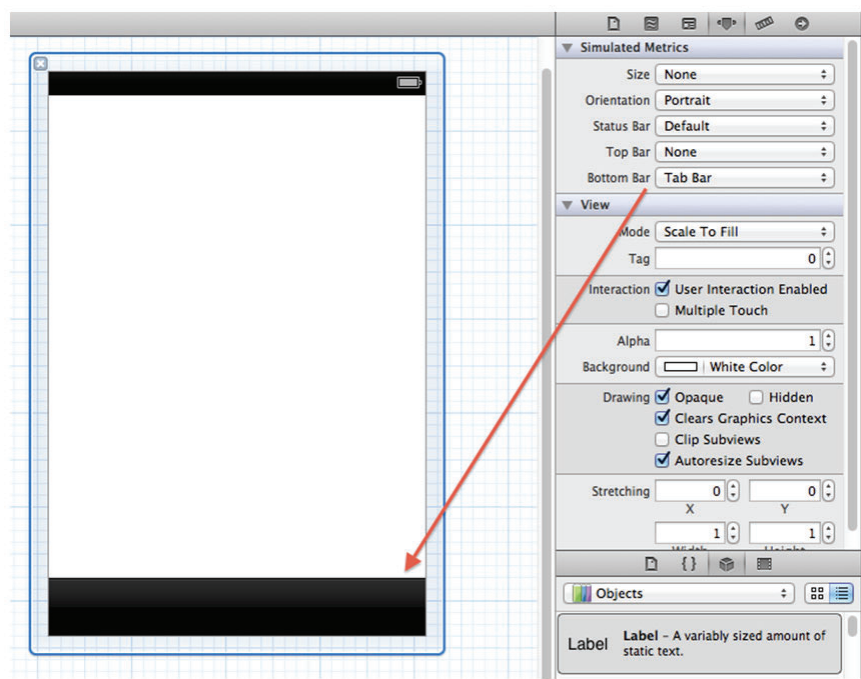 Simulated Metrics
Size None
Orientation Portrait
Status Bar Default
Top Bar None
Bottom Bar Tab Bar
View
Mode Scale To Fill
Tag 0
Interaction User Interaction Enabled
Multiple Touch
Alpha 1
Background White Color
Drawing Opaque Hidden
Clears Graphics Context
Clip Subviews
Autoresize Subviews
Stretching 0 0
X Y
1 1
Width Height
{ }
Objects
Label Label - A variably sized amount of
static text.